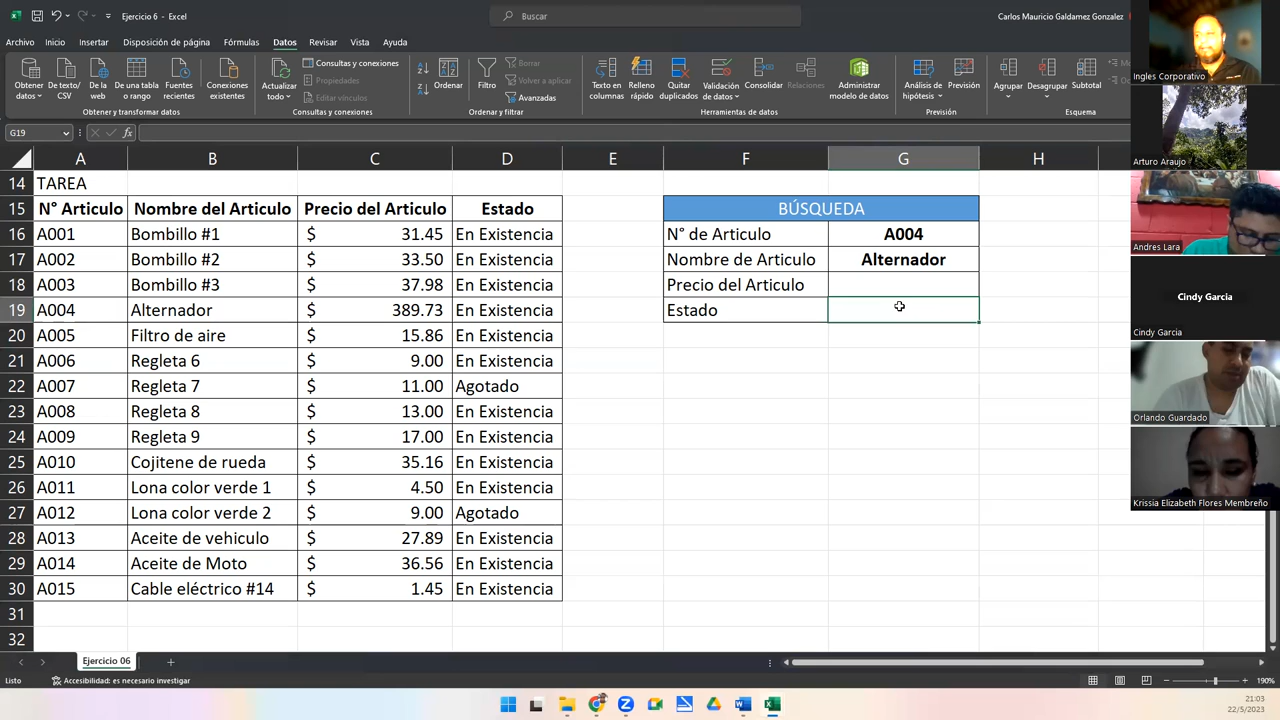 Ejercicio 6 - Excel
Buscar
Carlos Mauricio Galdamez Gonzalez
Archivo Inicio Insertar Disposición de página Fórmulas Datos Revisar Vista Ayuda
Obtener datos
De text/CSV
De la web
De una tabla o rango
Fuentes recientes
Conexiones existentes
Obtener y transformar datos
Actualizar todo
Consultas y conexiones
Propiedades
Editar vínculos
Consultas y conexiones
Ordenar
Filtro
Borrar
Volver a aplicar
Avanzadas
Ordenar y filtrar
Texto en columnas
Relleno rápido
Quitar duplicados
Validación de datos
Consolidar
Herramientas de datos
Administrar modelo de datos
Análisis de hipótesis
Previsión
Previsión
Agrupar
Desagrupar
Subtotal
Esquema
G19
fx
A B C D E F G H
14 TAREA
15 N° Articulo Nombre del Articulo Precio del Articulo Estado BÚSQUEDA
16 A001 Bombillo #1 $ 31.45 En Existencia N° de Articulo A004
17 A002 Bombillo #2 $ 33.50 En Existencia Nombre de Articulo Alternador
18 A003 Bombillo #3 $ 37.98 En Existencia Precio del Articulo
19 A004 Alternador $ 389.73 En Existencia Estado
20 A005 Filtro de aire $ 15.86 En Existencia
21 A006 Regleta 6 $ 9.00 En Existencia
22 A007 Regleta 7 $ 11.00 Agotado
23 A008 Regleta 8 $ 13.00 En Existencia
24 A009 Regleta 9 $ 17.00 En Existencia
25 A010 Cojitene de rueda $ 35.16 En Existencia
26 A011 Lona color verde 1 $ 4.50 En Existencia
27 A012 Lona color verde 2 $ 9.00 Agotado
28 A013 Aceite de vehiculo $ 27.89 En Existencia
29 A014 Aceite de Moto $ 36.56 En Existencia
30 A015 Cable eléctrico #14 $ 1.45 En Existencia
31
32
Ejercicio 06
Listo
Accesibilidad: es necesario investigar
190%
21:03
22/5/2023
Ingles Corporativo
Arturo Araujo
Andres Lara
Cindy Garcia
Cindy Garcia
Orlando Guardado
Krissia Elizabeth Flores Membreño